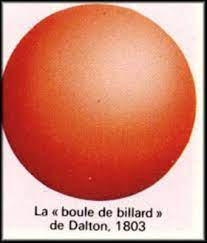 La « boule de billard »
de Dalton, 1803